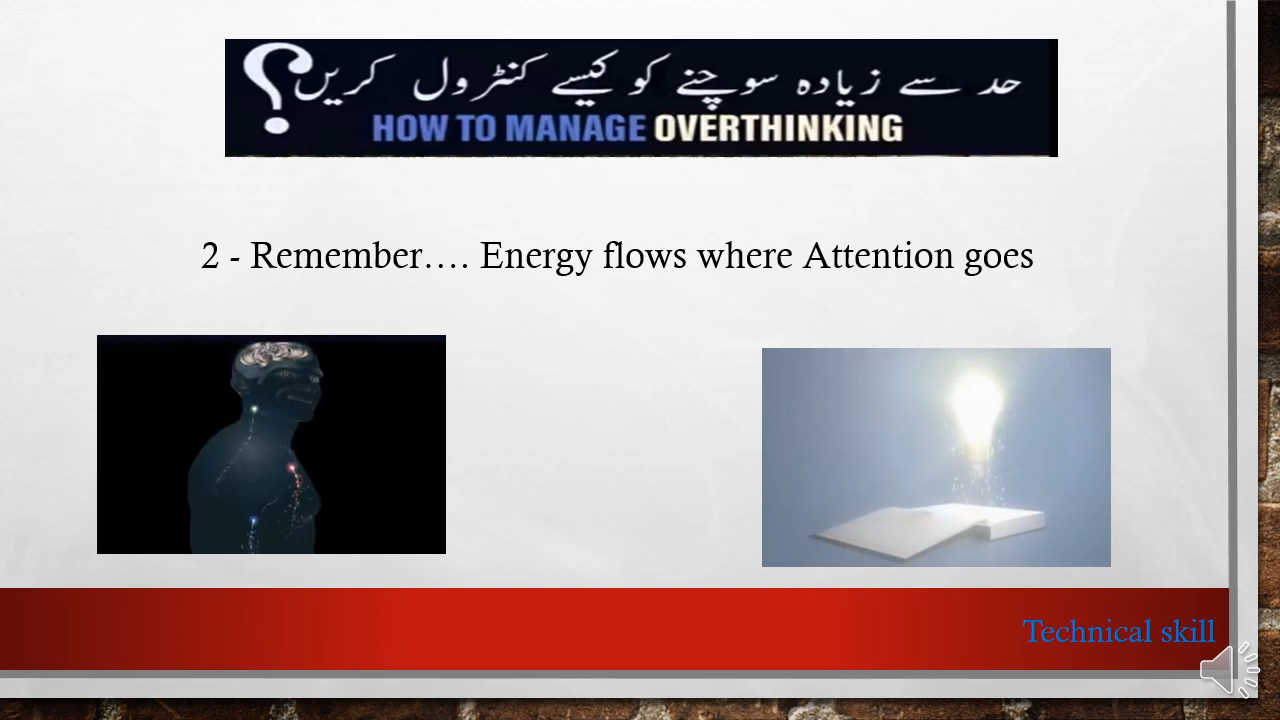 حد سے زیادہ سوچنے کو کیسے کنٹرول کریں؟
HOW TO MANAGE OVERTHINKING
2 - Remember…. Energy flows where Attention goes
Technical skill